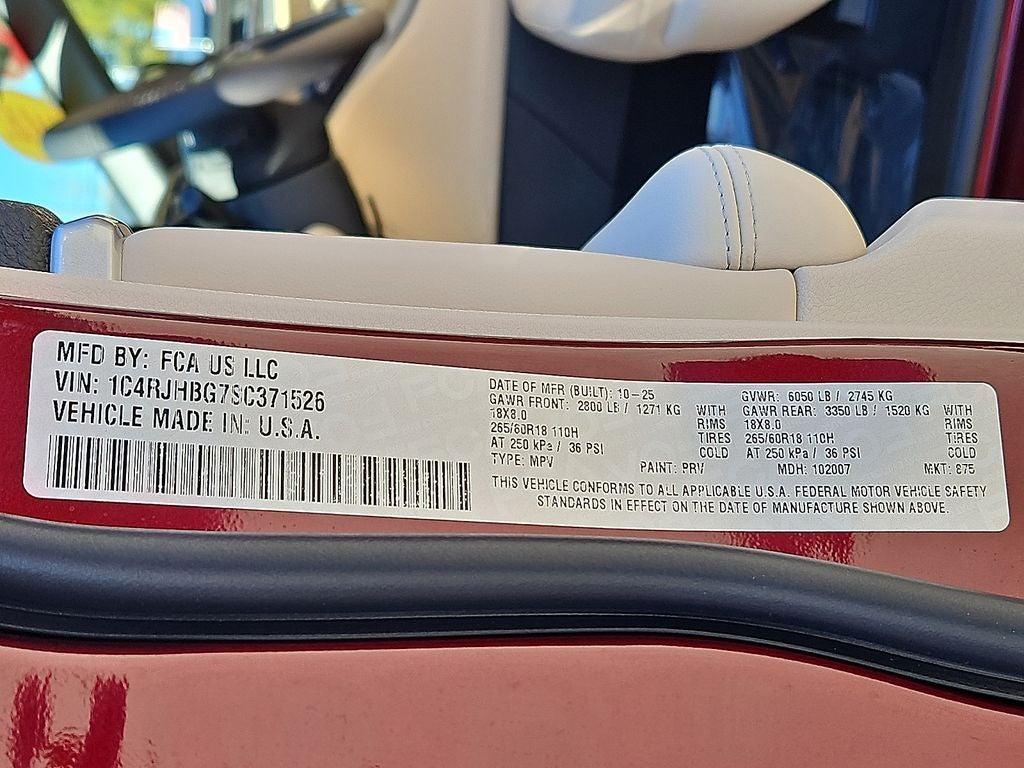 MFD BY: FCA US LLC
VIN: 1C4RJHBG7SC371526
VEHICLE MADE IN: U.S.A.
DATE OF MFR (BUILT): 10-25 GVWR: 6050 LB / 2745 KG
GAWR FRONT: 2800 LB / 1271 KG WITH GAWR REAR: 3350 LB / 1520 KG WITH
18X8.0 RIMS 18X8.0 RIMS
265/60R18 110H TIRES 265/60R18 110H TIRES
AT 250 kPa / 36 PSI COLD AT 250 kPa / 36 PSI COLD
TYPE: MPV PAINT: PRV MDH: 102007 MKT: 875
THIS VEHICLE CONFORMS TO ALL APPLICABLE U.S.A. FEDERAL MOTOR VEHICLE SAFETY
STANDARDS IN EFFECT ON THE DATE OF MANUFACTURE SHOWN ABOVE.